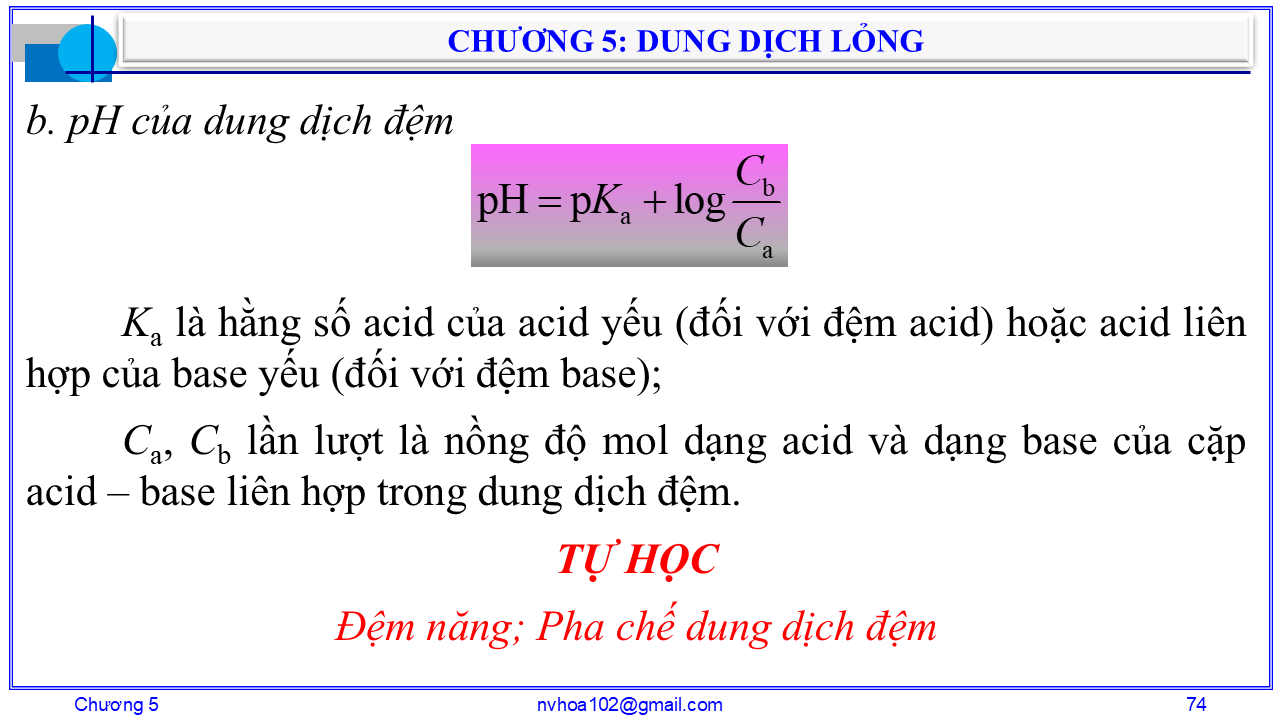 CHƯƠNG 5: DUNG DỊCH LỎNG
b. pH của dung dịch đệm
pH = pKa + log Cb/Ca
Ka là hằng số acid của acid yếu (đối với đệm acid) hoặc acid liên
hợp của base yếu (đối với đệm base);
Ca, Cb lần lượt là nồng độ mol dạng acid và dạng base của cặp
acid – base liên hợp trong dung dịch đệm.
TỰ HỌC
Đệm năng; Pha chế dung dịch đệm
Chương 5
nvhoa102@gmail.com
74